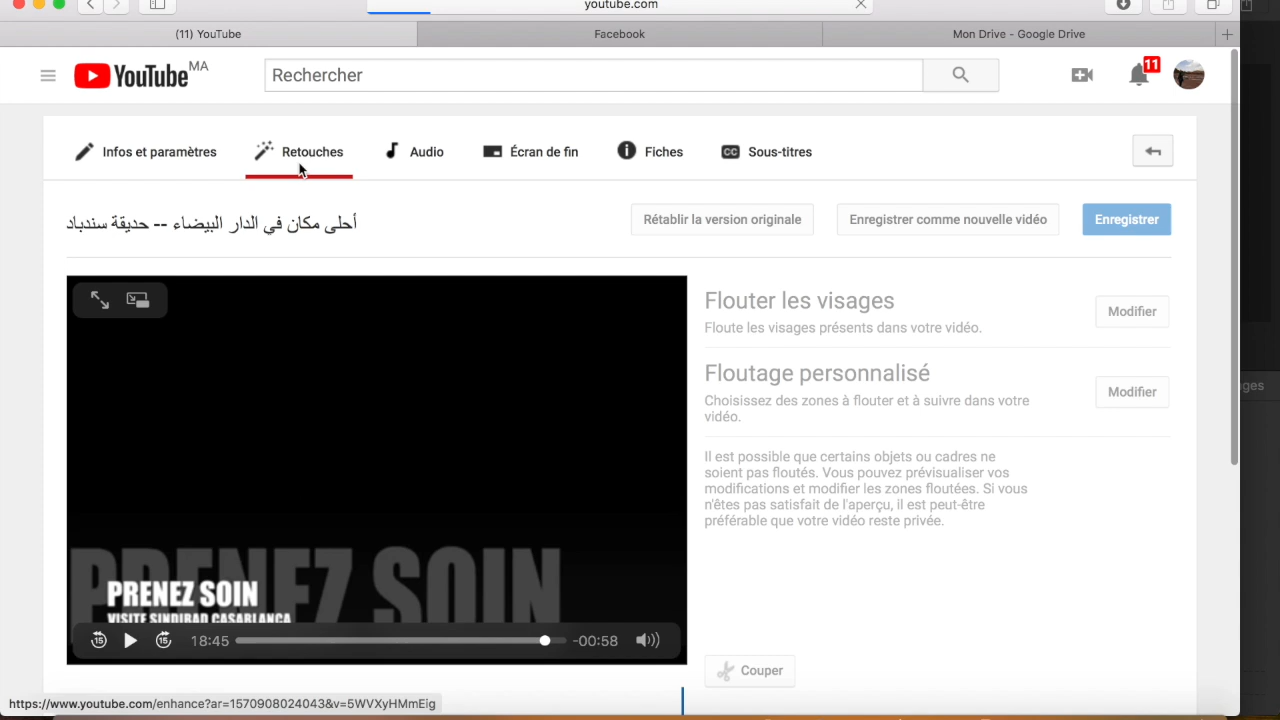 youtube.com
(11) YouTube
Facebook
Mon Drive - Google Drive
YouTube MA
Rechercher
11
Infos et paramètres
Retouches
Audio
Écran de fin
Fiches
CC Sous-titres
أحلى مكان في الدار البيضاء -- حديقة سندباد
Rétablir la version originale
Enregistrer comme nouvelle vidéo
Enregistrer
Flouter les visages
Floute les visages présents dans votre vidéo.
Modifier
Floutage personnalisé
Choisissez des zones à flouter et à suivre dans votre
vidéo.
Modifier
Il est possible que certains objets ou cadres ne
soient pas floutés. Vous pouvez prévisualiser vos
modifications et modifier les zones floutées. Si vous
n'êtes pas satisfait de l'aperçu, il est peut-être
préférable que votre vidéo reste privée.
PRENEZ SOIN
PRENEZ SOIN
VISITE SINDIBAD CASABLANCA
15
15
18:45
-00:58
Couper
https://www.youtube.com/enhance?ar=1570908024043&v=5WVXyHMmEig